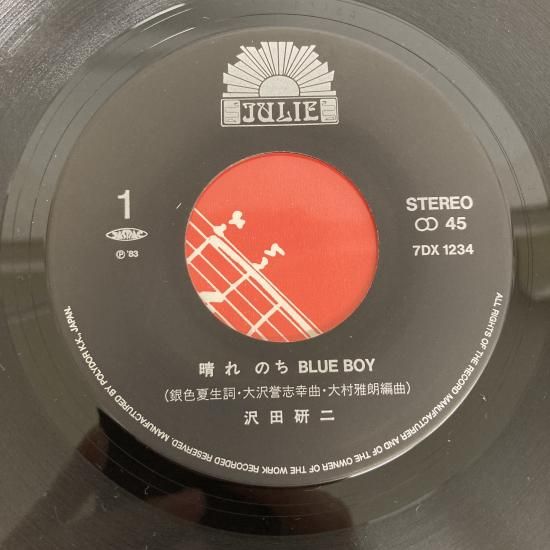 JULIE
1
STEREO
45
JASRAC
7DX 1234
Ⓟ '83
晴れ のち BLUE BOY
(銀色夏生詞・大沢誉志幸曲・大村雅朗編曲)
沢田研二
ALL RIGHTS OF THE RECORD MANUFACTURER AND OF THE OWNER OF THE WORK RECORDED RESERVED. MANUFACTURED BY POLYDOR K.K., JAPAN.